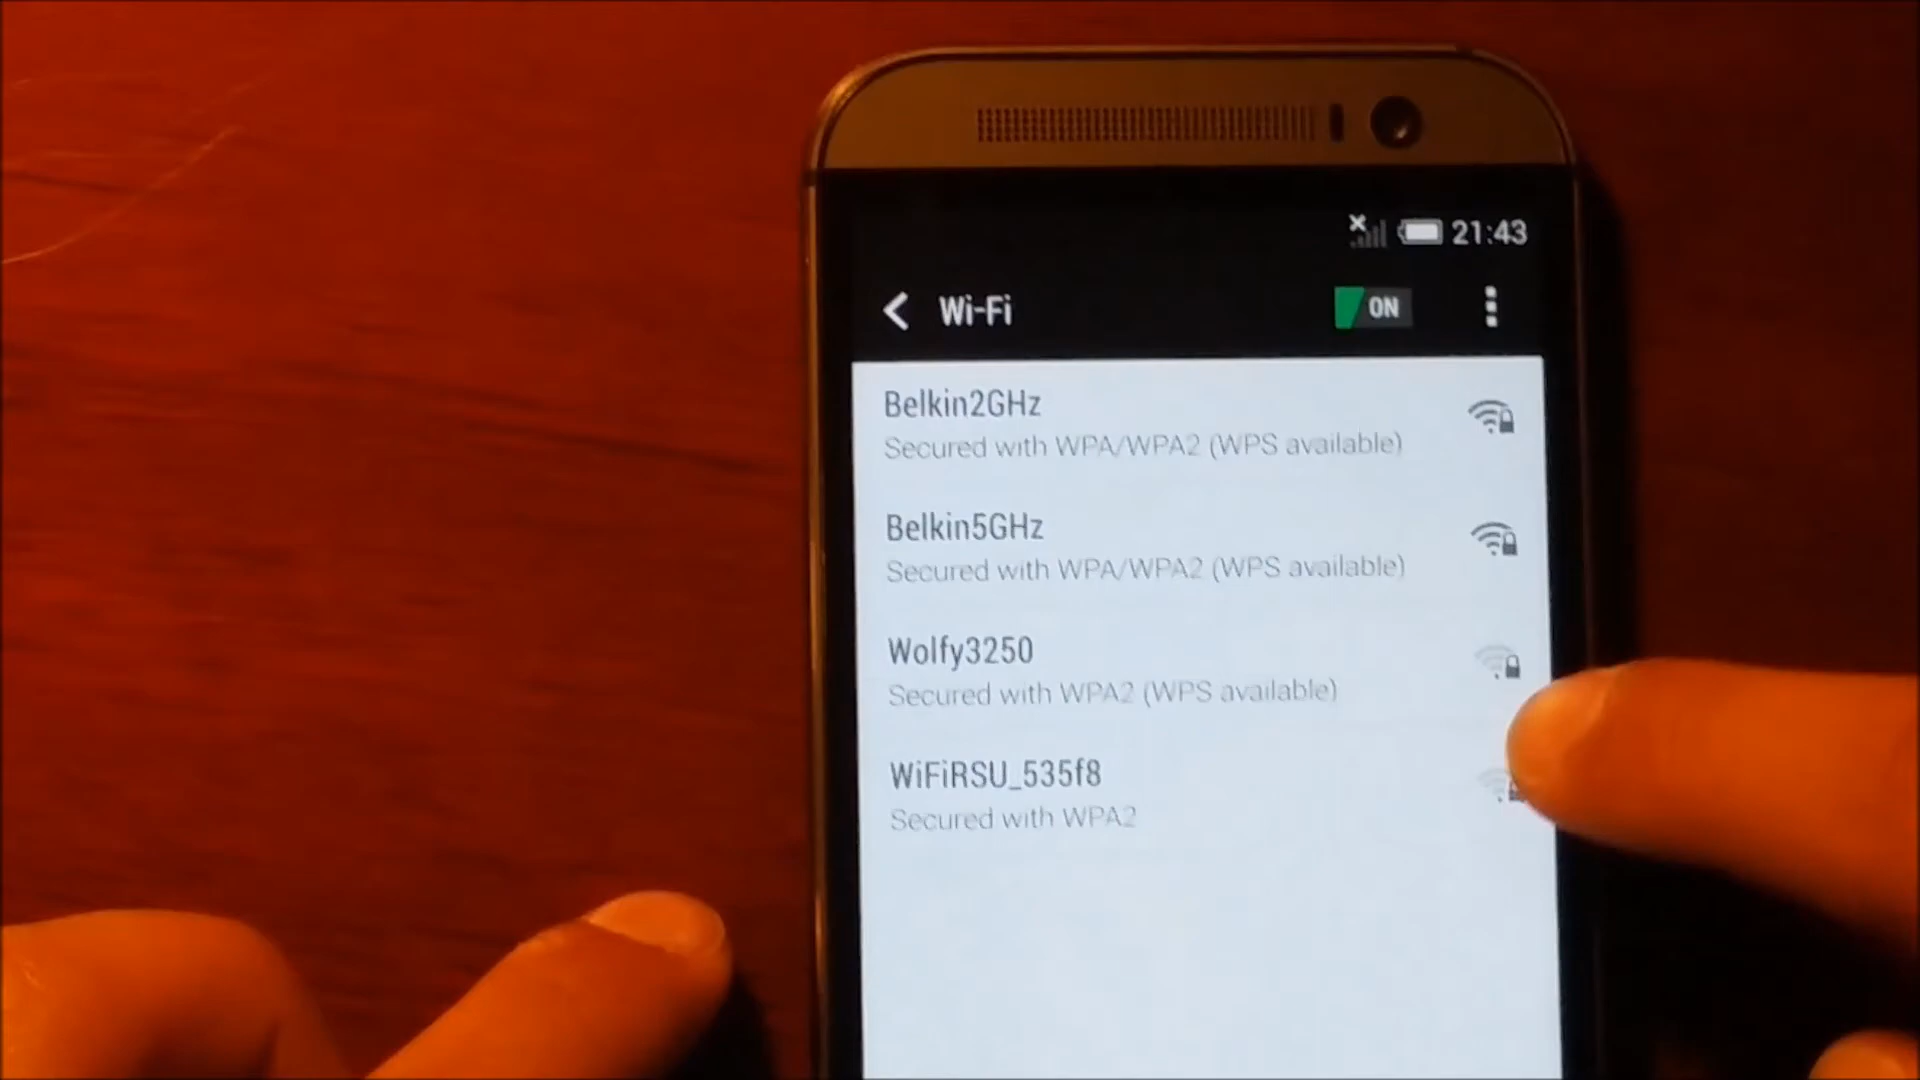 21:43
Wi-Fi
ON
Belkin2GHz
Secured with WPA/WPA2 (WPS available)
Belkin5GHz
Secured with WPA/WPA2 (WPS available)
Wolfy3250
Secured with WPA2 (WPS available)
WiFiRSU_535f8
Secured with WPA2